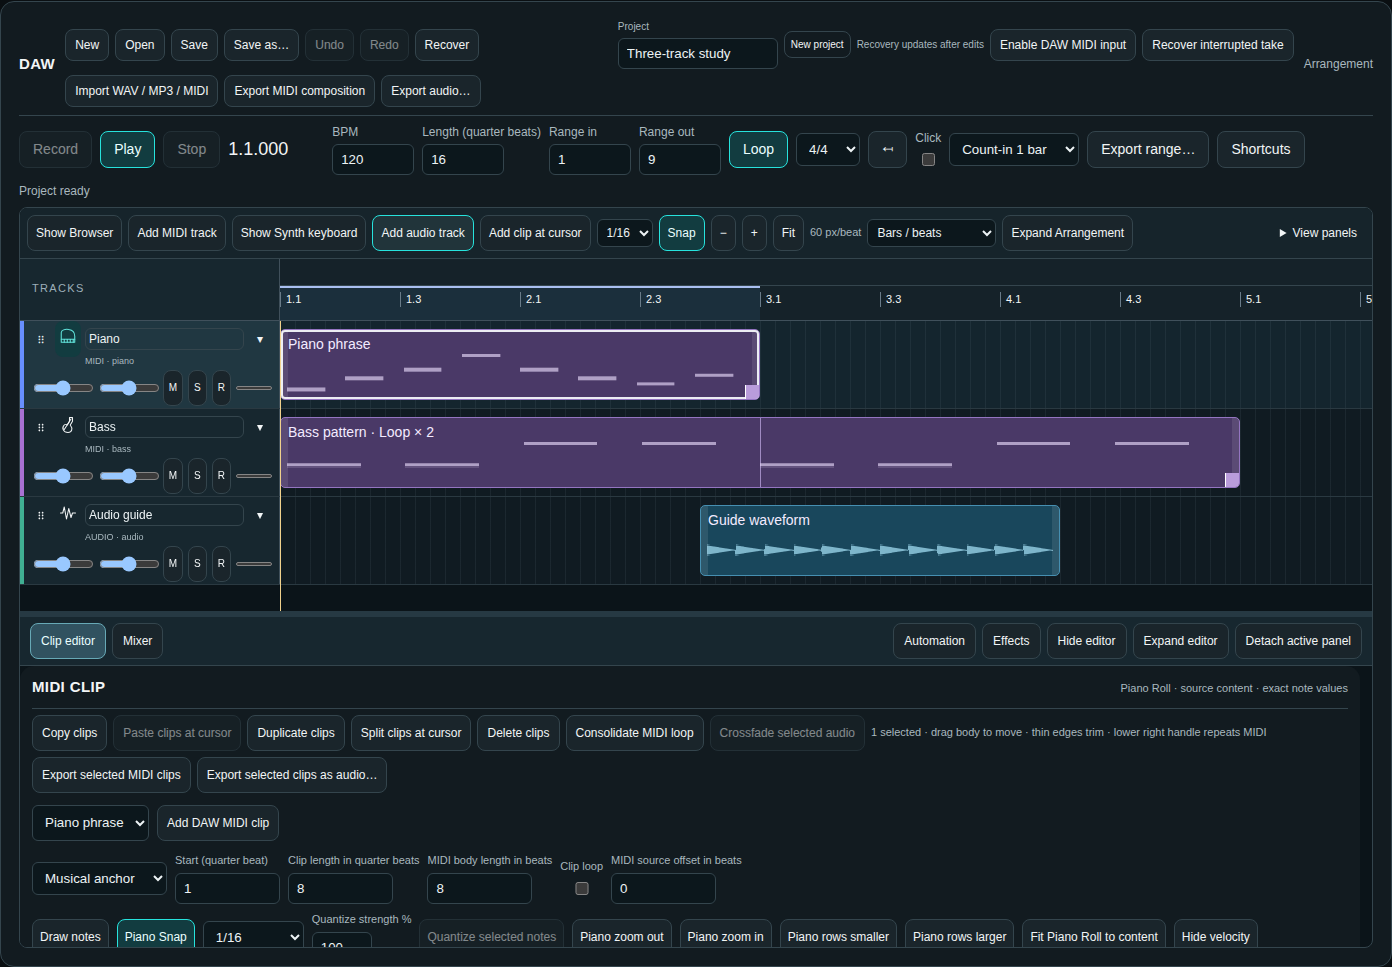 DAW
New Open Save Save as… Undo Redo Recover
Project
Three-track study
New project Recovery updates after edits Enable DAW MIDI input Recover interrupted take
Arrangement
Import WAV / MP3 / MIDI Export MIDI composition Export audio…
Record Play Stop 1.1.000
BPM Length (quarter beats) Range in Range out
120 16 1 9
Loop 4/4 ↤ Click Count-in 1 bar Export range… Shortcuts
Project ready
Show Browser Add MIDI track Show Synth keyboard Add audio track Add clip at cursor 1/16 Snap − + Fit 60 px/beat Bars / beats Expand Arrangement ▶ View panels
TRACKS
1.1 1.3 2.1 2.3 3.1 3.3 4.1 4.3 5.1 5
Piano ▼
MIDI · piano
M S R
Piano phrase
Bass ▼
MIDI · bass
M S R
Bass pattern · Loop × 2
Audio guide ▼
AUDIO · audio
M S R
Guide waveform
Clip editor Mixer Automation Effects Hide editor Expand editor Detach active panel
MIDI CLIP
Piano Roll · source content · exact note values
Copy clips Paste clips at cursor Duplicate clips Split clips at cursor Delete clips Consolidate MIDI loop Crossfade selected audio 1 selected · drag body to move · thin edges trim · lower right handle repeats MIDI
Export selected MIDI clips Export selected clips as audio…
Piano phrase Add DAW MIDI clip
Musical anchor
Start (quarter beat) Clip length in quarter beats MIDI body length in beats Clip loop MIDI source offset in beats
1 8 8 0
Draw notes Piano Snap 1/16
Quantize strength %
100
Quantize selected notes Piano zoom out Piano zoom in Piano rows smaller Piano rows larger Fit Piano Roll to content Hide velocity